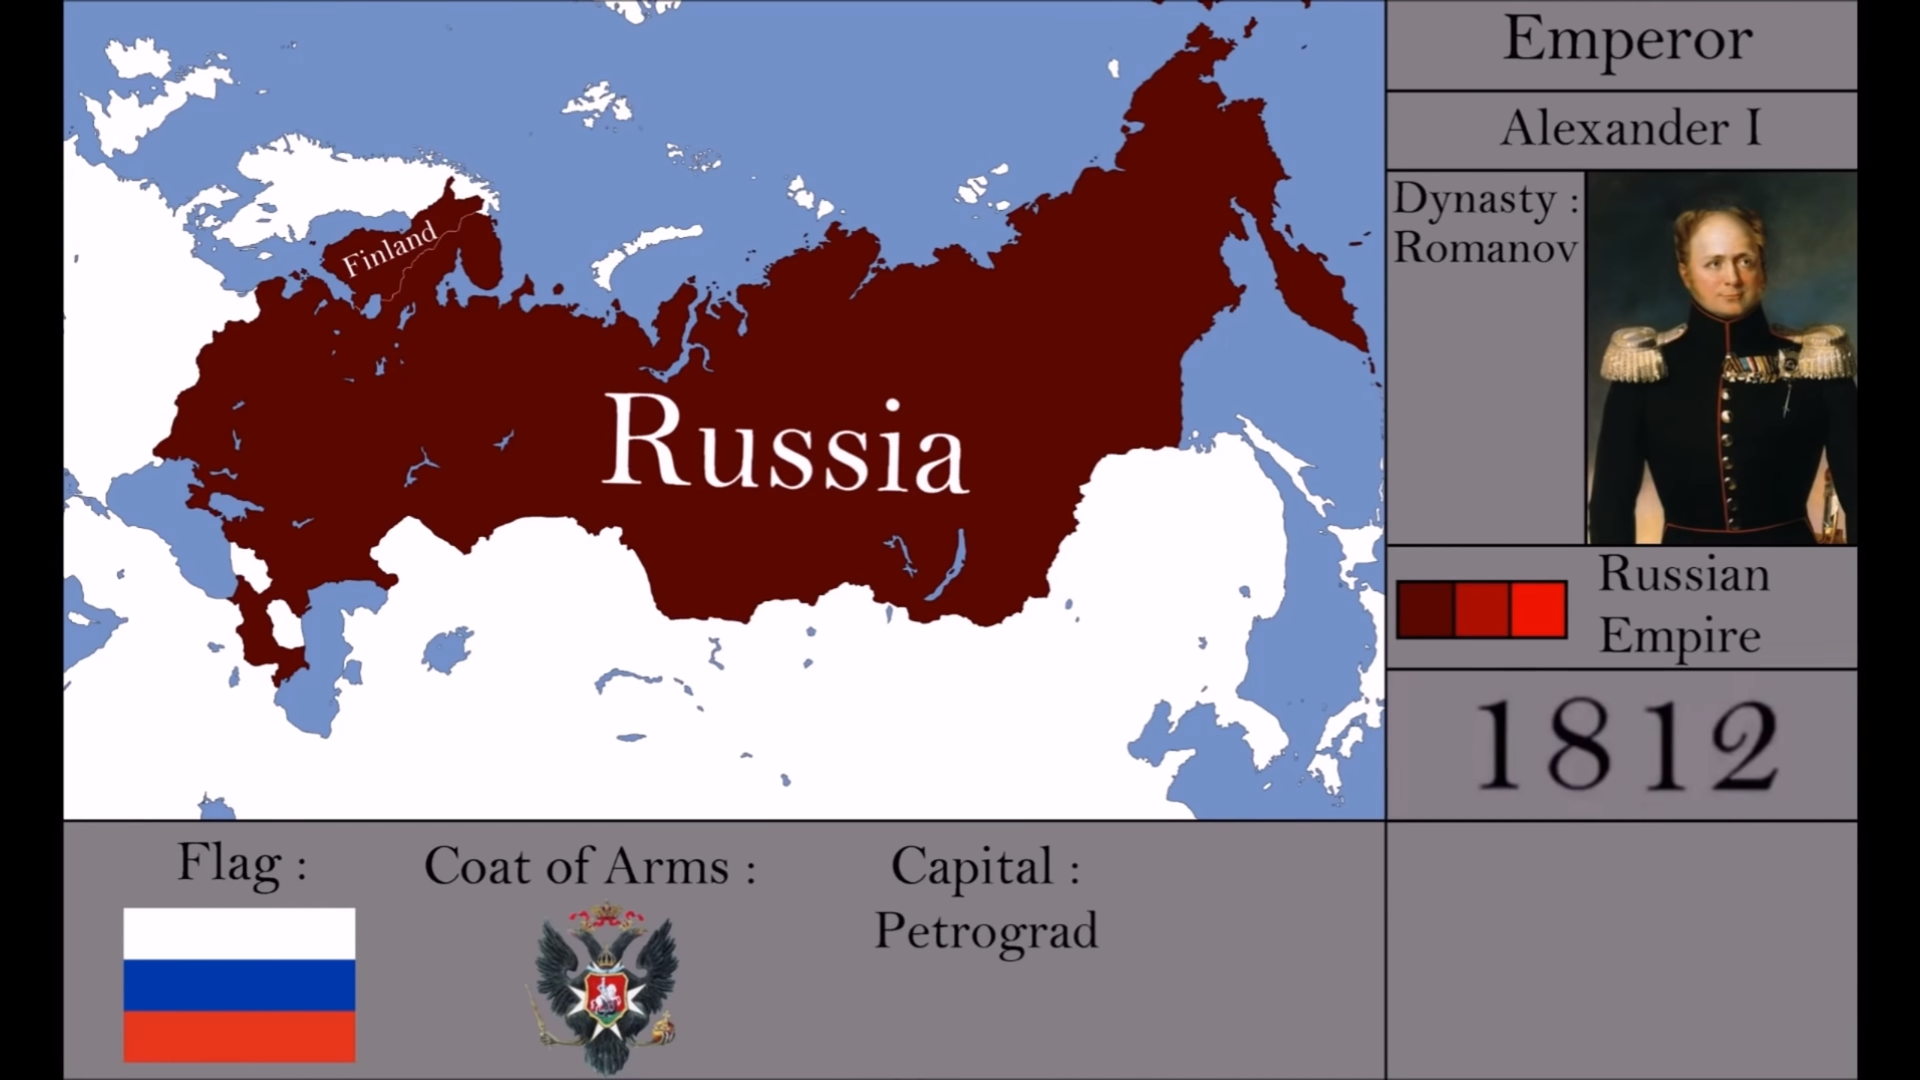 Emperor
Alexander I
Dynasty :
Romanov
Finland
Russia
Russian
Empire
1812
Flag :
Coat of Arms :
Capital :
Petrograd